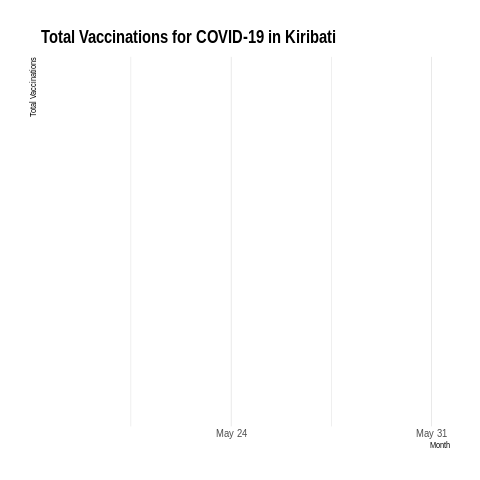 Total Vaccinations for COVID-19 in Kiribati
Total Vaccinations
May 24
May 31
Month